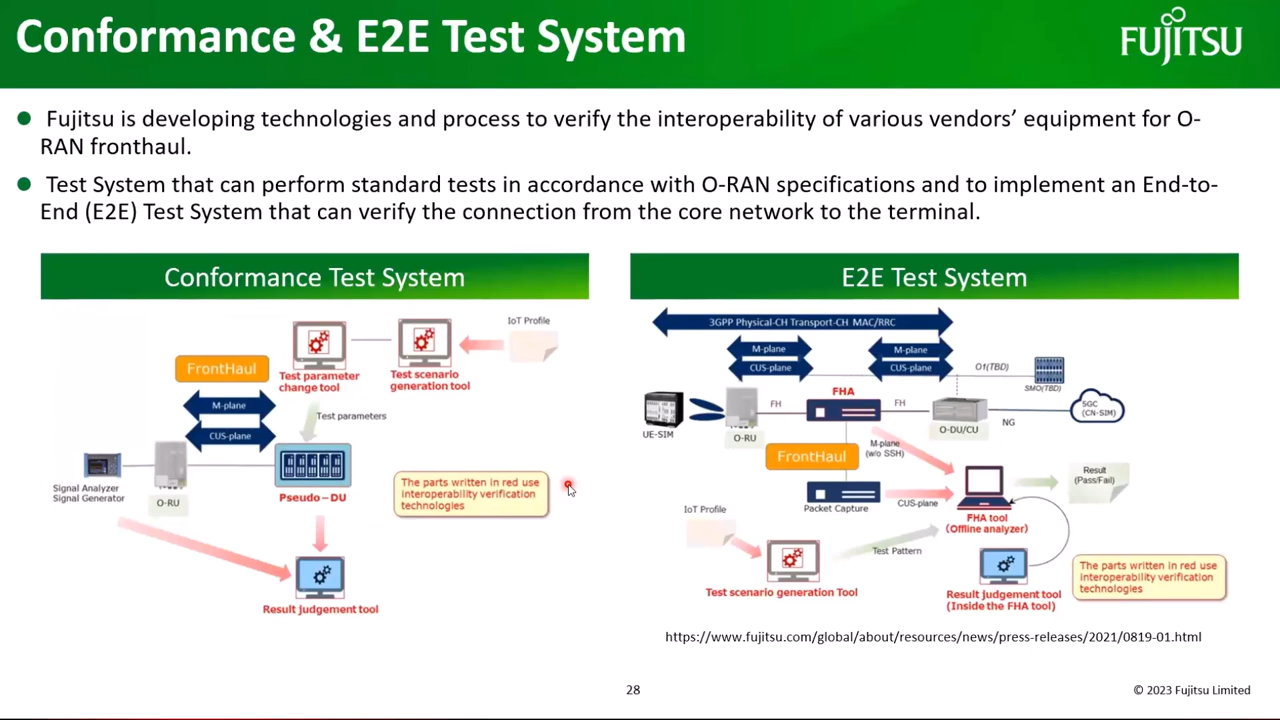 Conformance & E2E Test System
FUJITSU
Fujitsu is developing technologies and process to verify the interoperability of various vendors’ equipment for O-
RAN fronthaul.
Test System that can perform standard tests in accordance with O-RAN specifications and to implement an End-to-
End (E2E) Test System that can verify the connection from the core network to the terminal.
Conformance Test System
IoT Profile
FrontHaul
Test parameter
change tool
Test scenario
generation tool
M-plane
Test parameters
CUS-plane
Signal Analyzer
Signal Generator
O-RU
Pseudo-DU
The parts written in red use
interoperability verification
technologies
Result judgement tool
E2E Test System
3GPP Physical-CH Transport-CH MAC/RRC
M-plane
CUS-plane
M-plane
CUS-plane
O1(TBD)
SMO(TBD)
FHA
FH
FH
5GC
(CN-SIM)
NG
UE-SIM
O-RU
O-DU/CU
FrontHaul
M-plane
(w/o SSH)
Result
(Pass/Fail)
CUS-plane
Packet Capture
IoT Profile
FHA tool
(Offline analyzer)
Test Pattern
Test scenario generation Tool
Result judgement tool
(Inside the FHA tool)
The parts written in red use
interoperability verification
technologies
https://www.fujitsu.com/global/about/resources/news/press-releases/2021/0819-01.html
28
© 2023 Fujitsu Limited